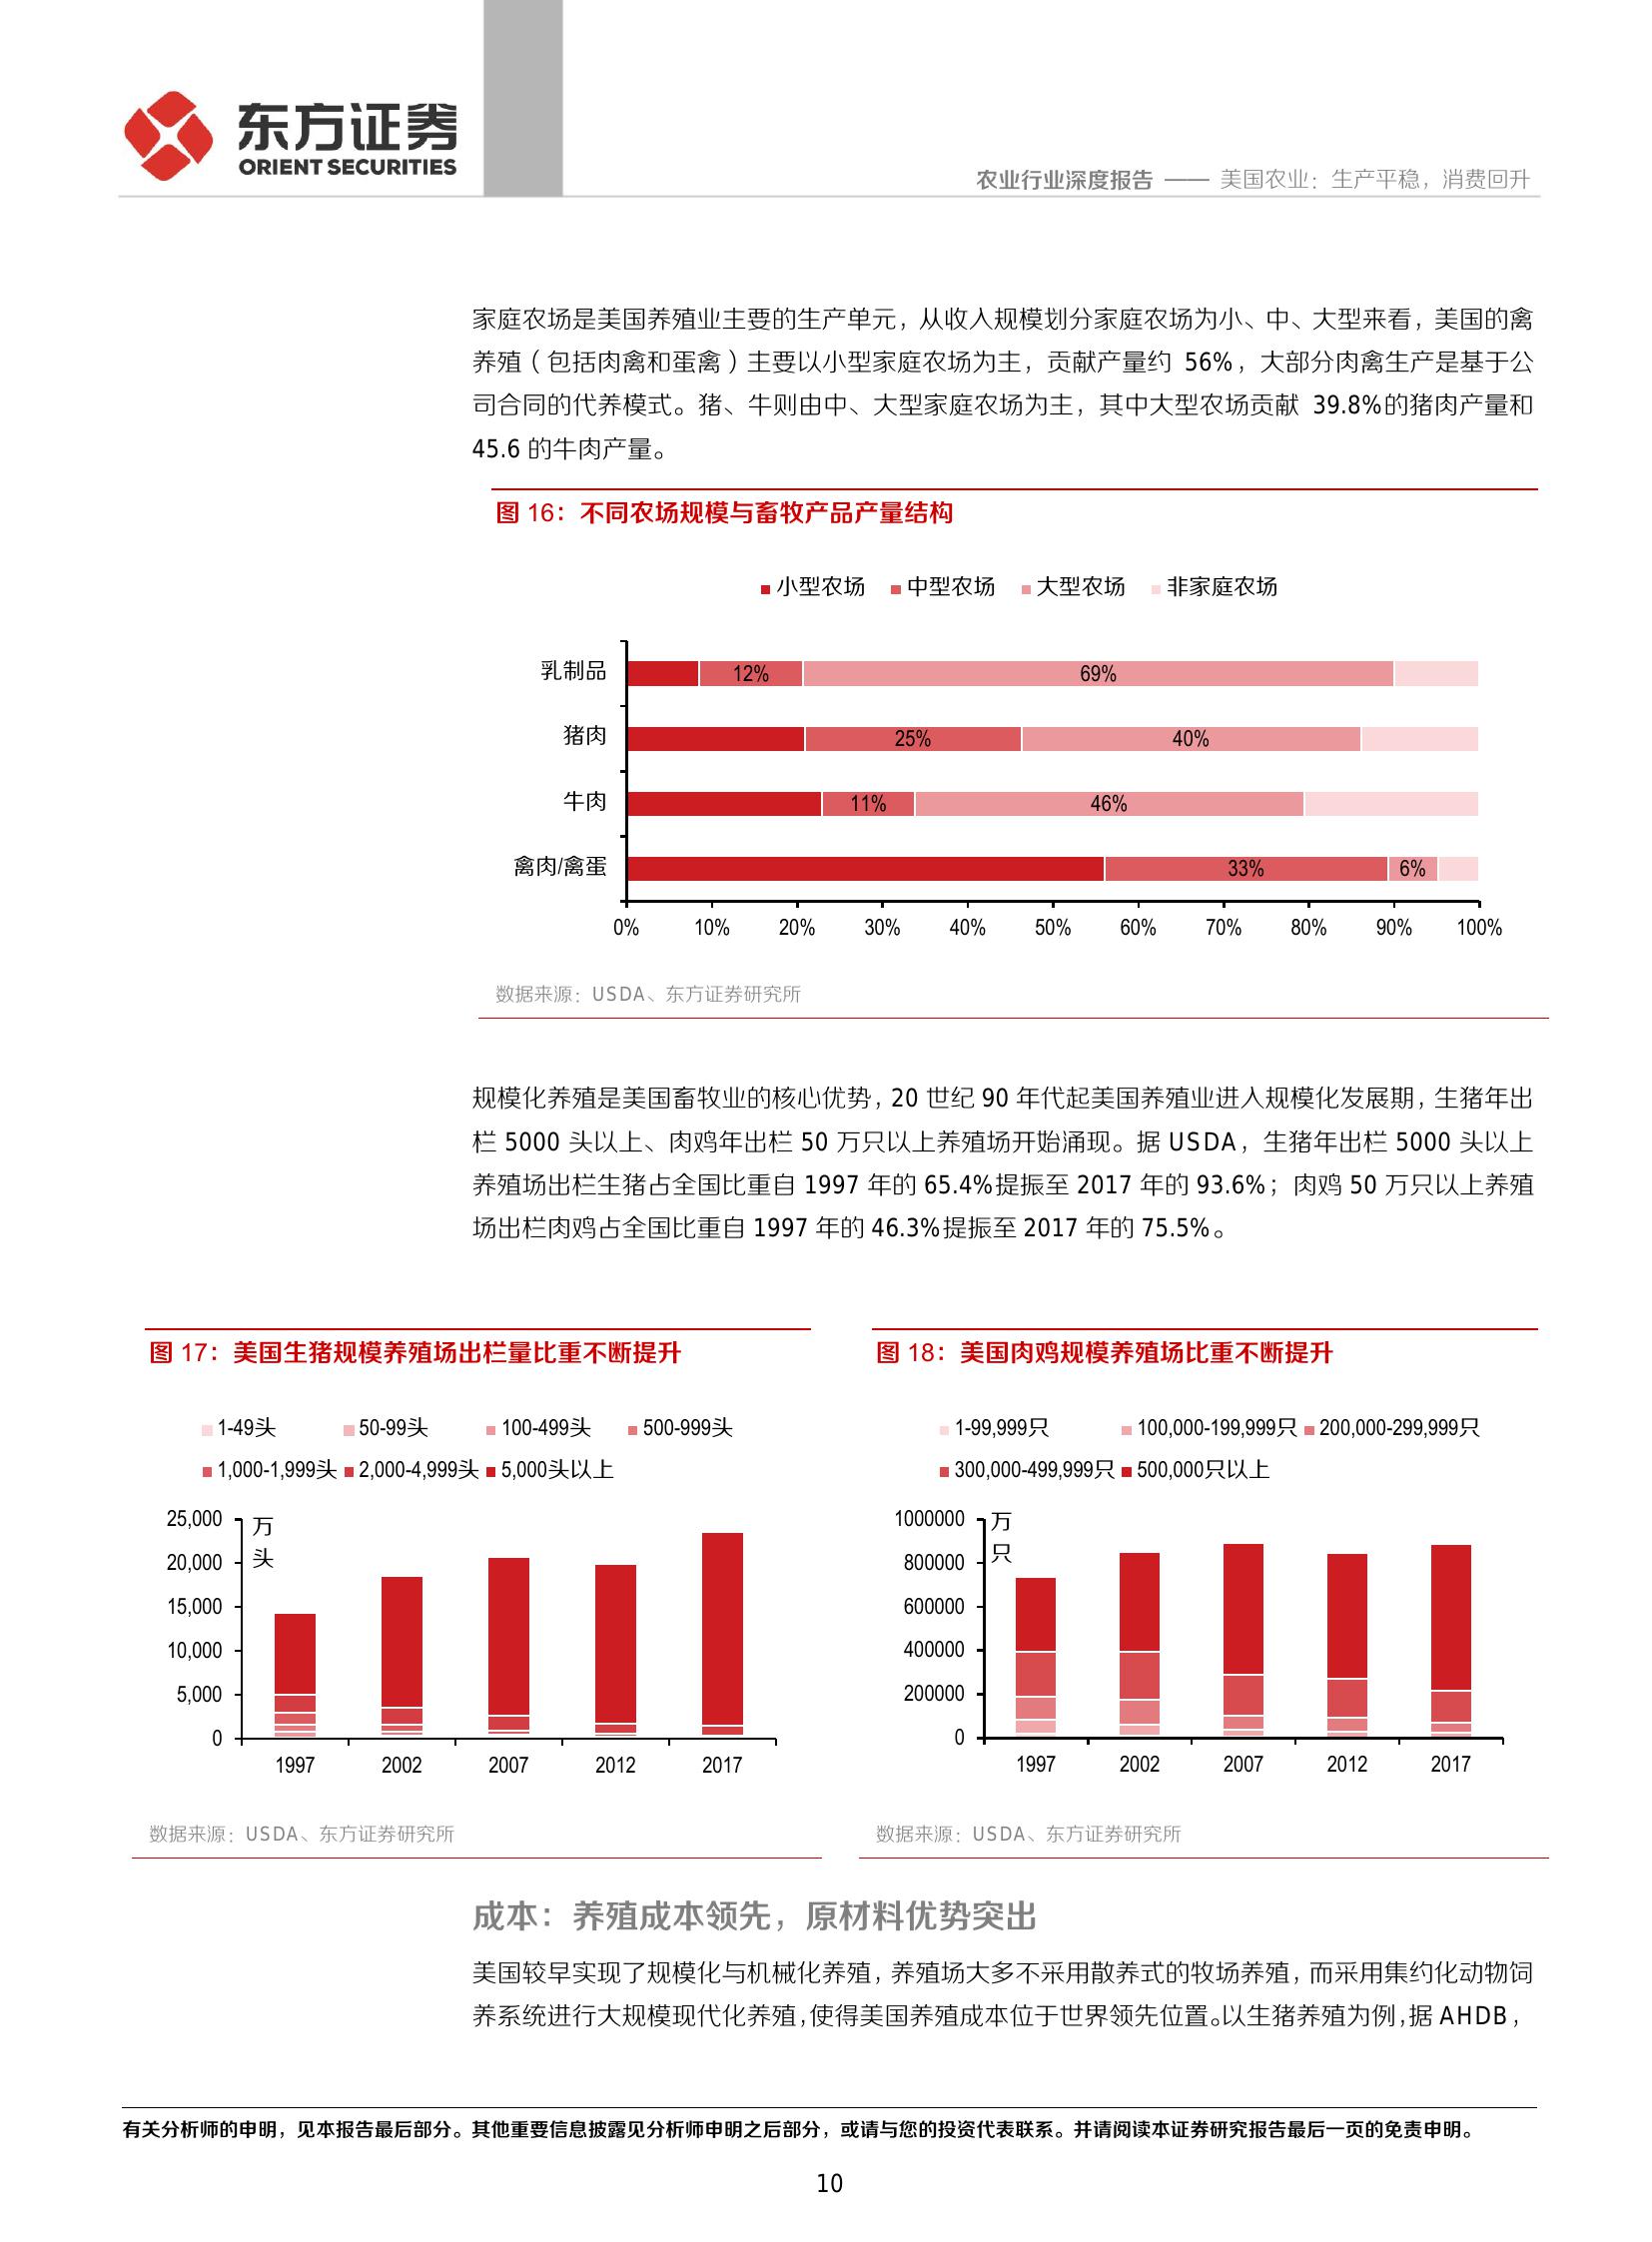 东方证券
ORIENT SECURITIES
农业行业深度报告 —— 美国农业：生产平稳，消费回升
家庭农场是美国养殖业主要的生产单元，从收入规模划分家庭农场为小、中、大型来看，美国的禽
养殖（包括肉禽和蛋禽）主要以小型家庭农场为主，贡献产量约 56%，大部分肉禽生产是基于公
司合同的代养模式。猪、牛则由中、大型家庭农场为主，其中大型农场贡献 39.8%的猪肉产量和
45.6 的牛肉产量。
图 16：不同农场规模与畜牧产品产量结构
小型农场 中型农场 大型农场 非家庭农场
乳制品 12% 69%
猪肉 25% 40%
牛肉 11% 46%
禽肉/禽蛋 33% 6%
0% 10% 20% 30% 40% 50% 60% 70% 80% 90% 100%
数据来源：USDA、东方证券研究所
规模化养殖是美国畜牧业的核心优势，20 世纪 90 年代起美国养殖业进入规模化发展期，生猪年出
栏 5000 头以上、肉鸡年出栏 50 万只以上养殖场开始涌现。据 USDA，生猪年出栏 5000 头以上
养殖场出栏生猪占全国比重自 1997 年的 65.4%提振至 2017 年的 93.6%；肉鸡 50 万只以上养殖
场出栏肉鸡占全国比重自 1997 年的 46.3%提振至 2017 年的 75.5%。
图 17：美国生猪规模养殖场出栏量比重不断提升
1-49头 50-99头 100-499头 500-999头
1,000-1,999头 2,000-4,999头 5,000头以上
25,000
20,000
15,000
10,000
5,000
0
万
头
1997 2002 2007 2012 2017
数据来源：USDA、东方证券研究所
图 18：美国肉鸡规模养殖场比重不断提升
1-99,999只 100,000-199,999只 200,000-299,999只
300,000-499,999只 500,000只以上
1000000
800000
600000
400000
200000
0
万
只
1997 2002 2007 2012 2017
数据来源：USDA、东方证券研究所
成本：养殖成本领先，原材料优势突出
美国较早实现了规模化与机械化养殖，养殖场大多不采用散养式的牧场养殖，而采用集约化动物饲
养系统进行大规模现代化养殖，使得美国养殖成本位于世界领先位置。以生猪养殖为例，据 AHDB，
有关分析师的申明，见本报告最后部分。其他重要信息披露见分析师申明之后部分，或请与您的投资代表联系。并请阅读本证券研究报告最后一页的免责申明。
10